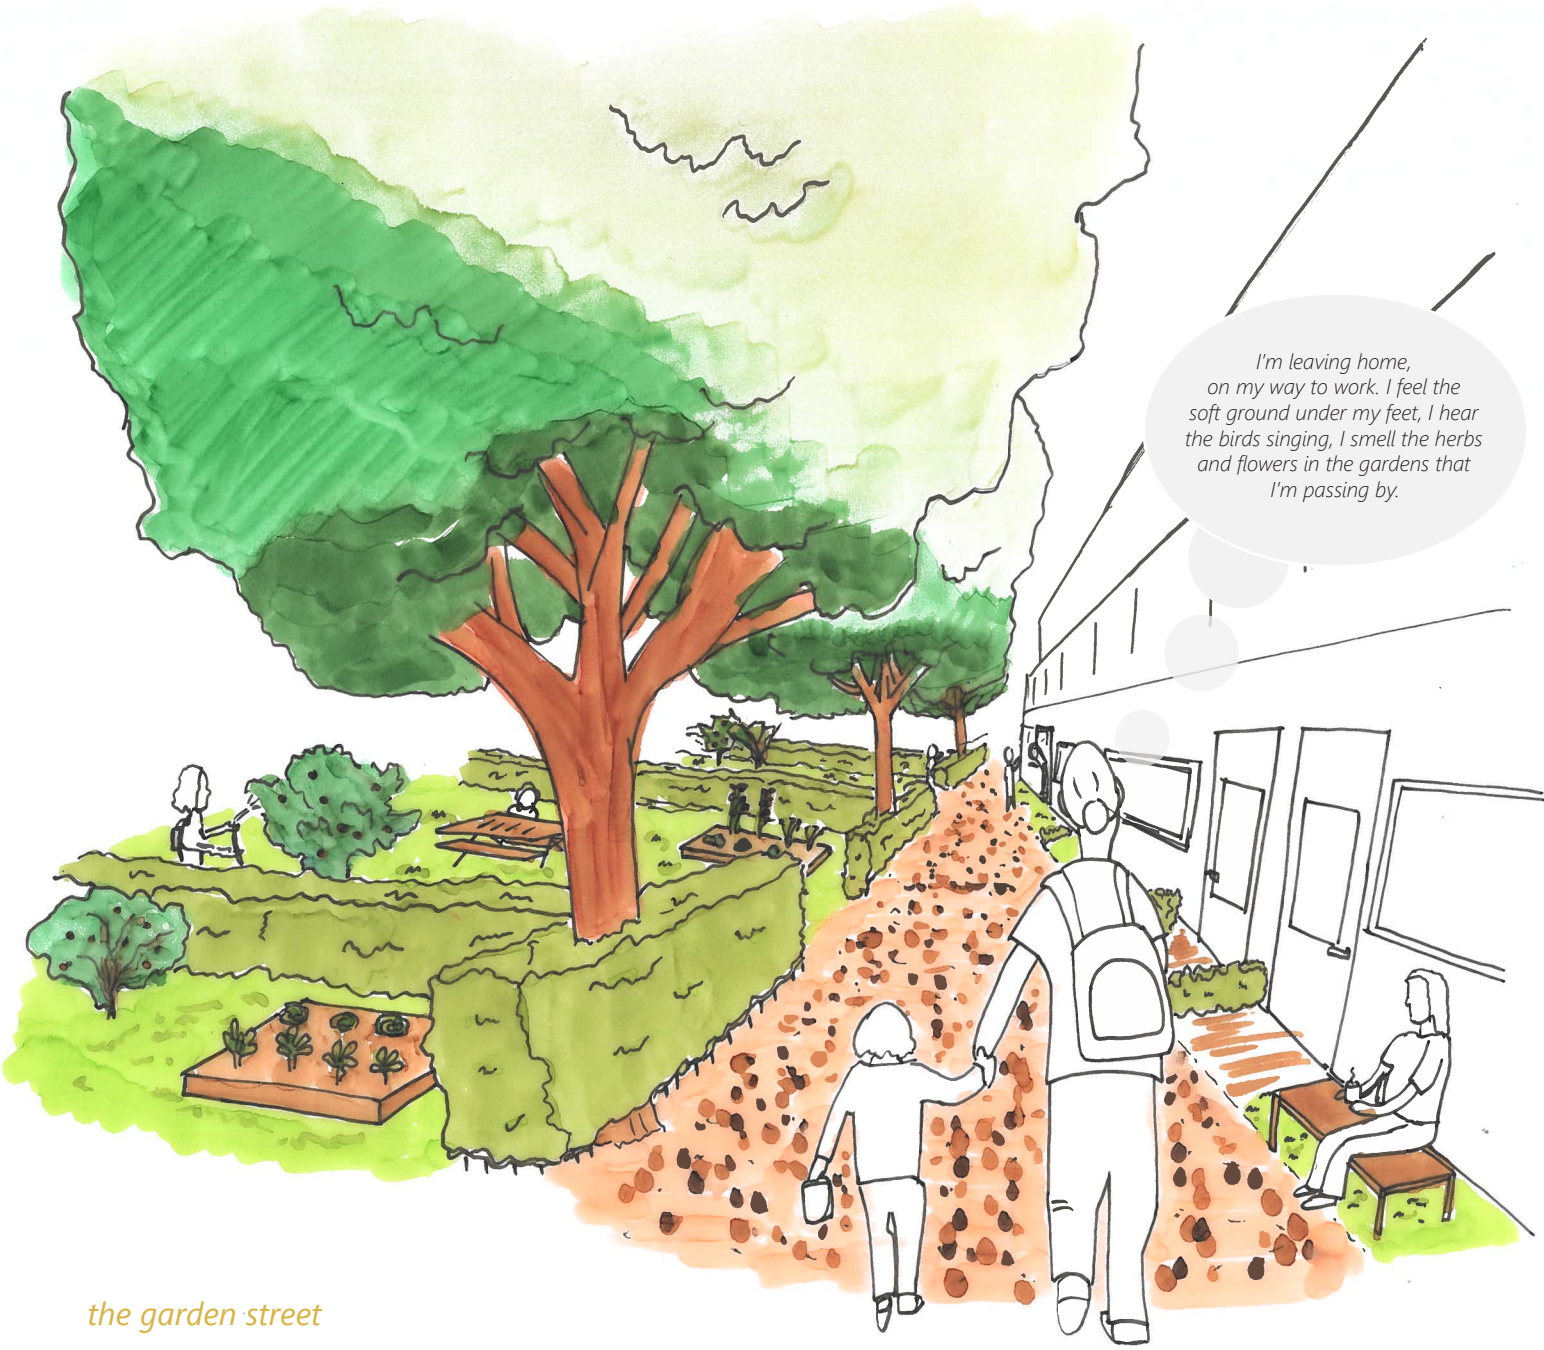 I'm leaving home,
on my way to work. I feel the
soft ground under my feet, I hear
the birds singing, I smell the herbs
and flowers in the gardens that
I'm passing by.
the garden street